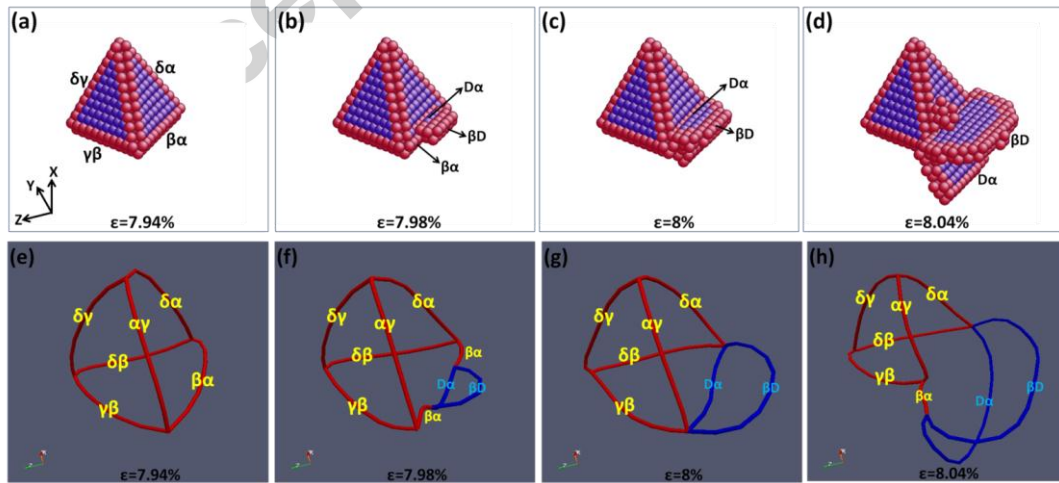 (a)
δγ
δα
γβ
βα
X
Y
Z
ε=7.94%
(b)
Dα
βD
βα
ε=7.98%
(c)
Dα
βD
ε=8%
(d)
βD
Dα
ε=8.04%
(e)
δγ
αγ
δα
δβ
βα
γβ
ε=7.94%
(f)
δγ
αγ
δα
δβ
βα
Dα
βD
γβ
βα
ε=7.98%
(g)
δγ
αγ
δα
δβ
Dα
βD
γβ
ε=8%
(h)
δγ
αγ
δα
δβ
γβ
βα
Dα
βD
ε=8.04%